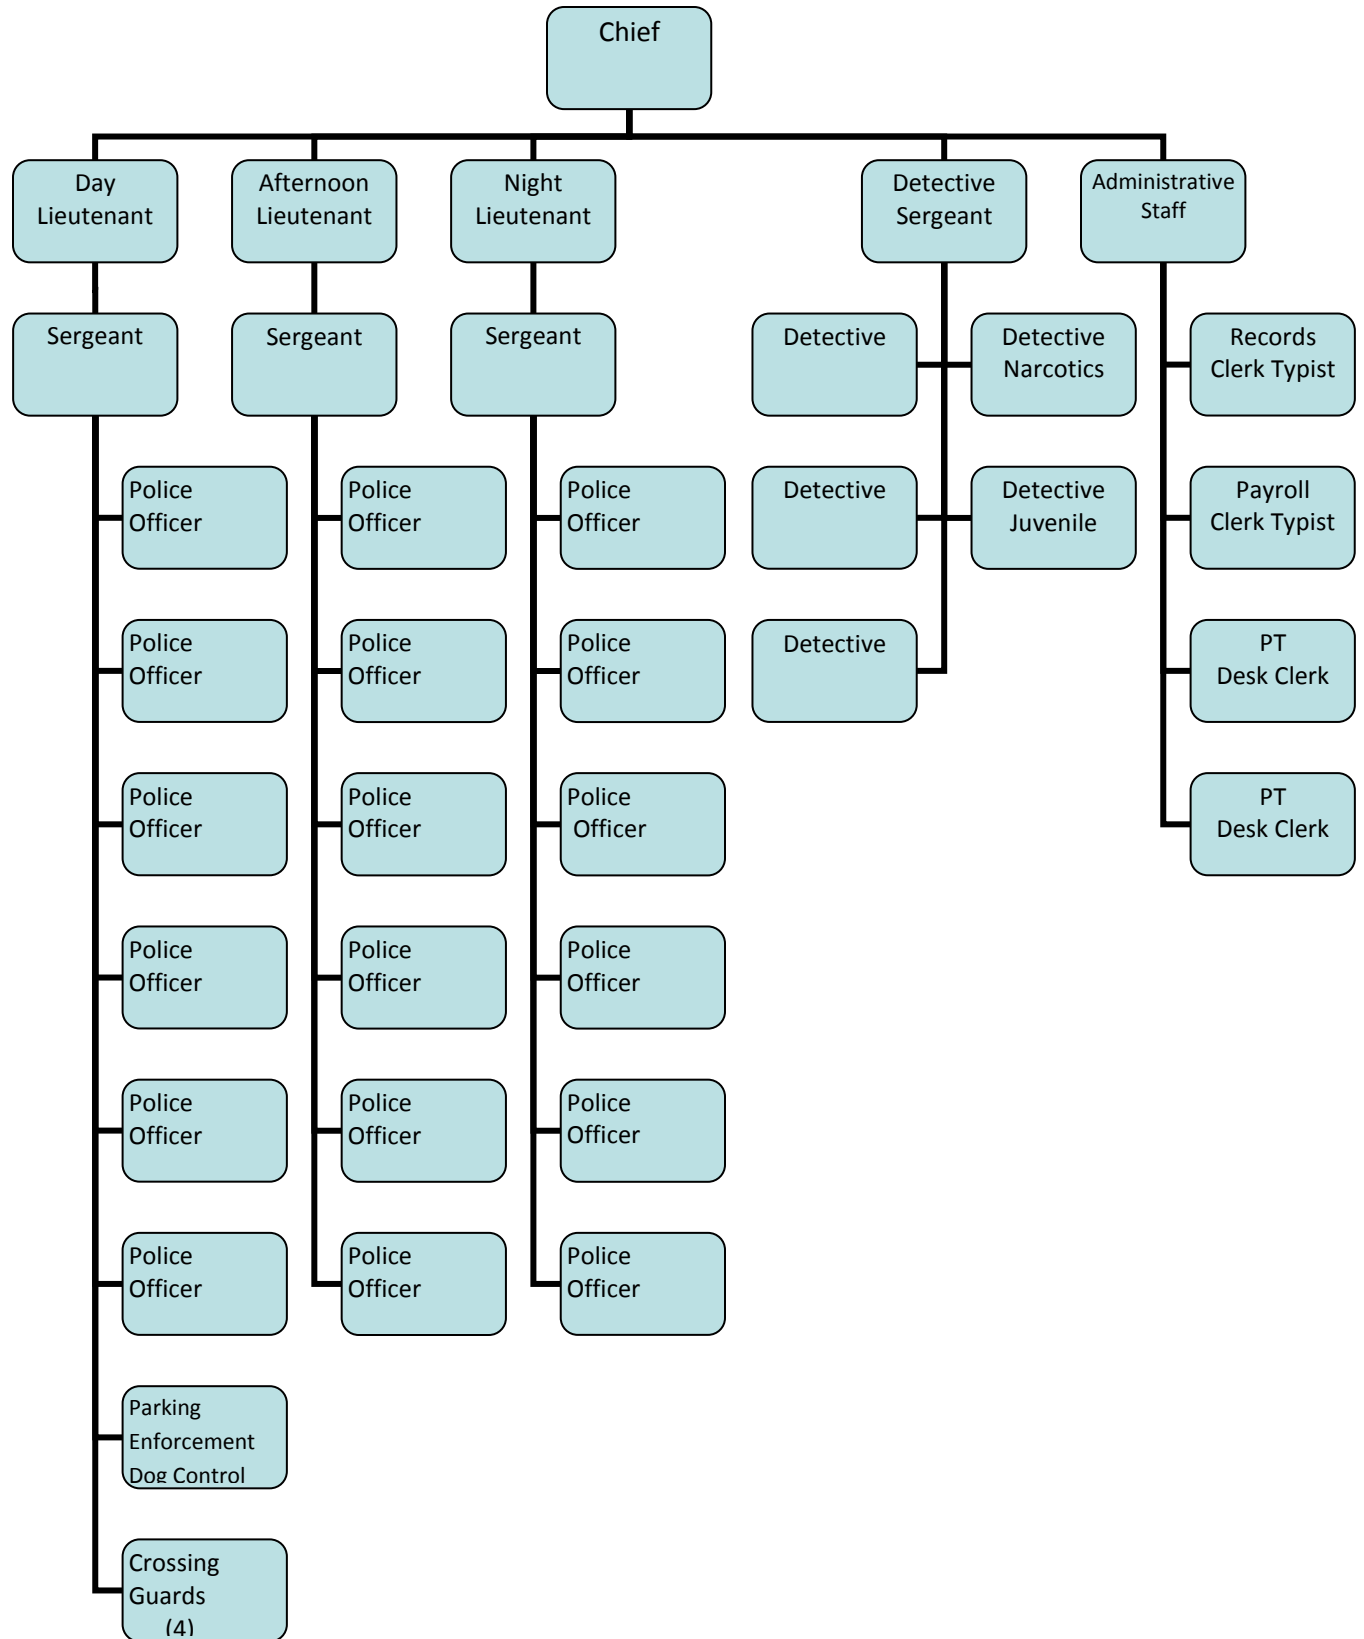 Chief
Day
Lieutenant
Afternoon
Lieutenant
Night
Lieutenant
Detective
Sergeant
Administrative
Staff
Sergeant
Sergeant
Sergeant
Detective
Detective
Narcotics
Records
Clerk Typist
Police
Officer
Police
Officer
Police
Officer
Detective
Detective
Juvenile
Payroll
Clerk Typist
Police
Officer
Police
Officer
Police
Officer
Detective
PT
Desk Clerk
Police
Officer
Police
Officer
Police
Officer
PT
Desk Clerk
Police
Officer
Police
Officer
Police
Officer
Police
Officer
Police
Officer
Police
Officer
Police
Officer
Police
Officer
Police
Officer
Parking
Enforcement
Dog Control
Crossing
Guards
(4)